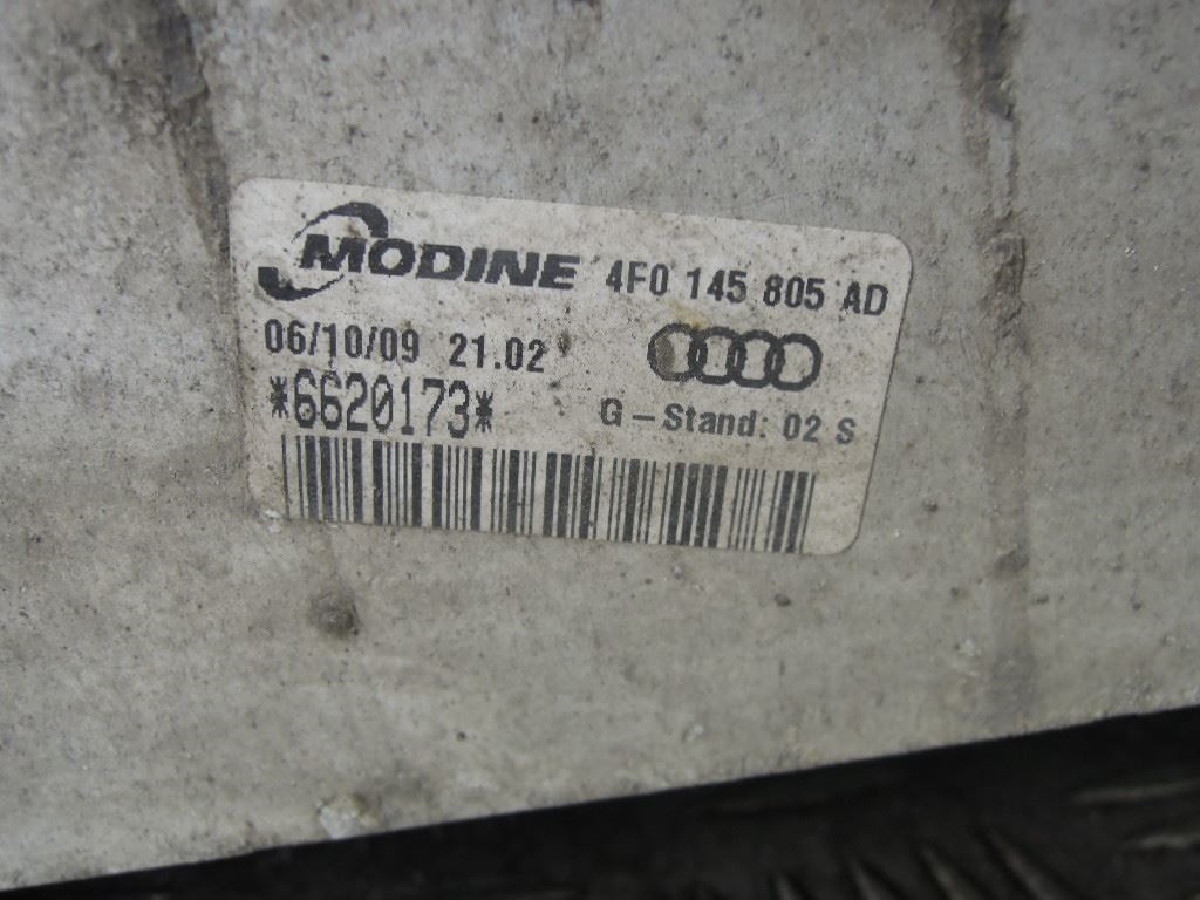 MODINE 4F0 145 805 AD
06/10/09 21.02
*6620173*
G - Stand: 02 S